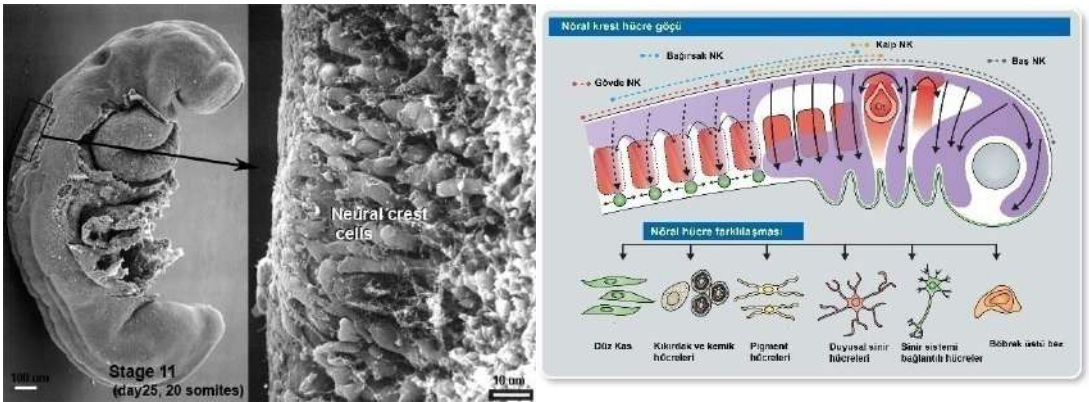 Neural crest
cells
Stage 11
(day25, 20 somites)
100 um
10 um
Nöral krest hücre göçü
Kalp NK
Bağırsak NK
Baş NK
Gövde NK
Ot
Nöral hücre farklılaşması
Düz Kas
Kıkırdak ve kemik
hücreleri
Pigment
hücreleri
Duyusal sinir
hücreleri
Sinir sistemi
bağlantılı hücreler
Böbrek üstü bez